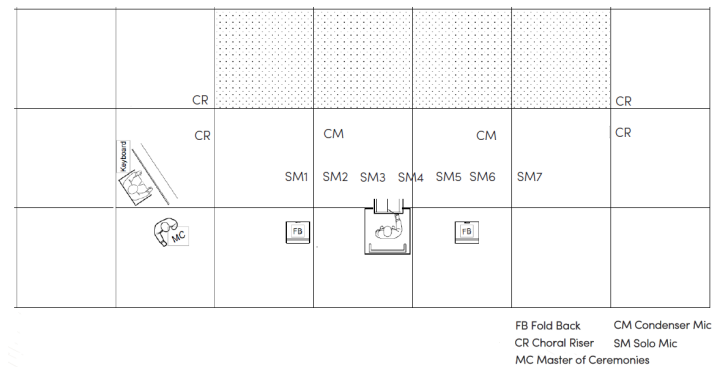 CR
CR
CR
CM
CM
CR
Keyboard
SM1 SM2 SM3 SM4 SM5 SM6 SM7
MC
FB
FB
FB Fold Back CM Condenser Mic
CR Choral Riser SM Solo Mic
MC Master of Ceremonies